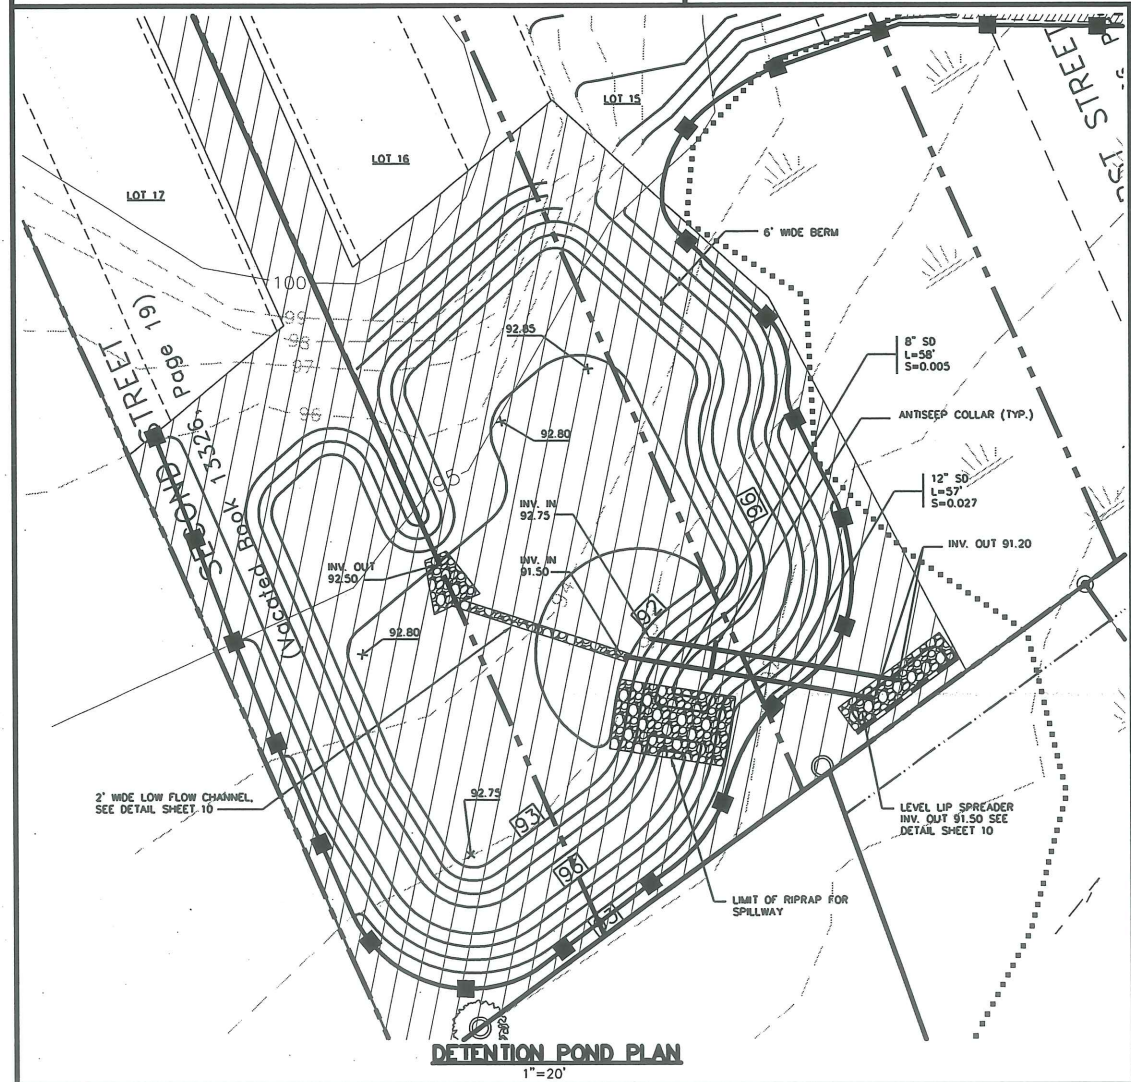 LOT 15
LOT 16
LOT 17
6' WIDE BERM
100
99
98
97
96
95
94
92.85
92.80
8" SD
L=58'
S=0.005
ANTISEEP COLLAR (TYP.)
12" SD
L=57'
S=0.027
INV. OUT 91.20
SECOND STREET
(Vacated Book 13326, Page 19)
96
INV. IN
92.75
INV. IN
91.50
INV. OUT
92.50
92
92.80
2' WIDE LOW FLOW CHANNEL,
SEE DETAIL SHEET 10
92.75
93
96
LEVEL LIP SPREADER
INV. OUT 91.50 SEE
DETAIL SHEET 10
LIMIT OF RIPRAP FOR
SPILLWAY
DETENTION POND PLAN
1"=20'